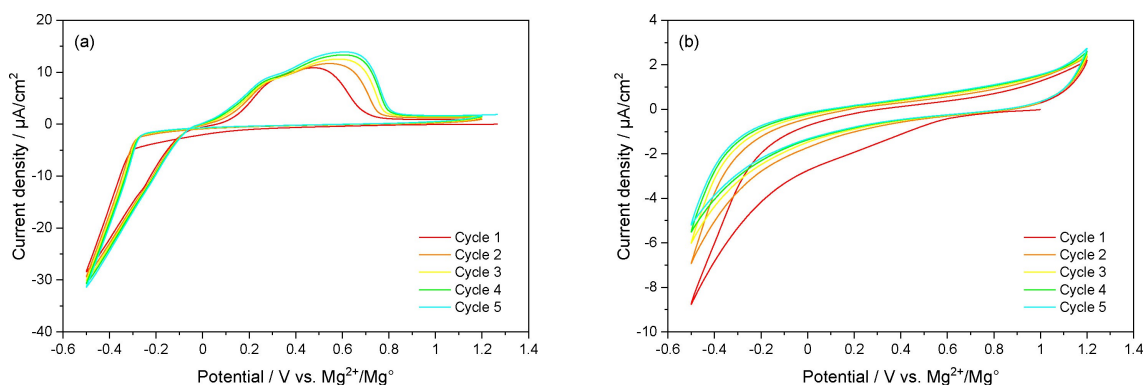 (a)
20
10
0
-10
-20
-30
-40
Current density / µA/cm²
-0.6 -0.4 -0.2 0 0.2 0.4 0.6 0.8 1.0 1.2 1.4
Potential / V vs. Mg²⁺/Mg°
Cycle 1
Cycle 2
Cycle 3
Cycle 4
Cycle 5
(b)
4
2
0
-2
-4
-6
-8
-10
Current density / µA/cm²
-0.6 -0.4 -0.2 0 0.2 0.4 0.6 0.8 1.0 1.2 1.4
Potential / V vs. Mg²⁺/Mg°
Cycle 1
Cycle 2
Cycle 3
Cycle 4
Cycle 5